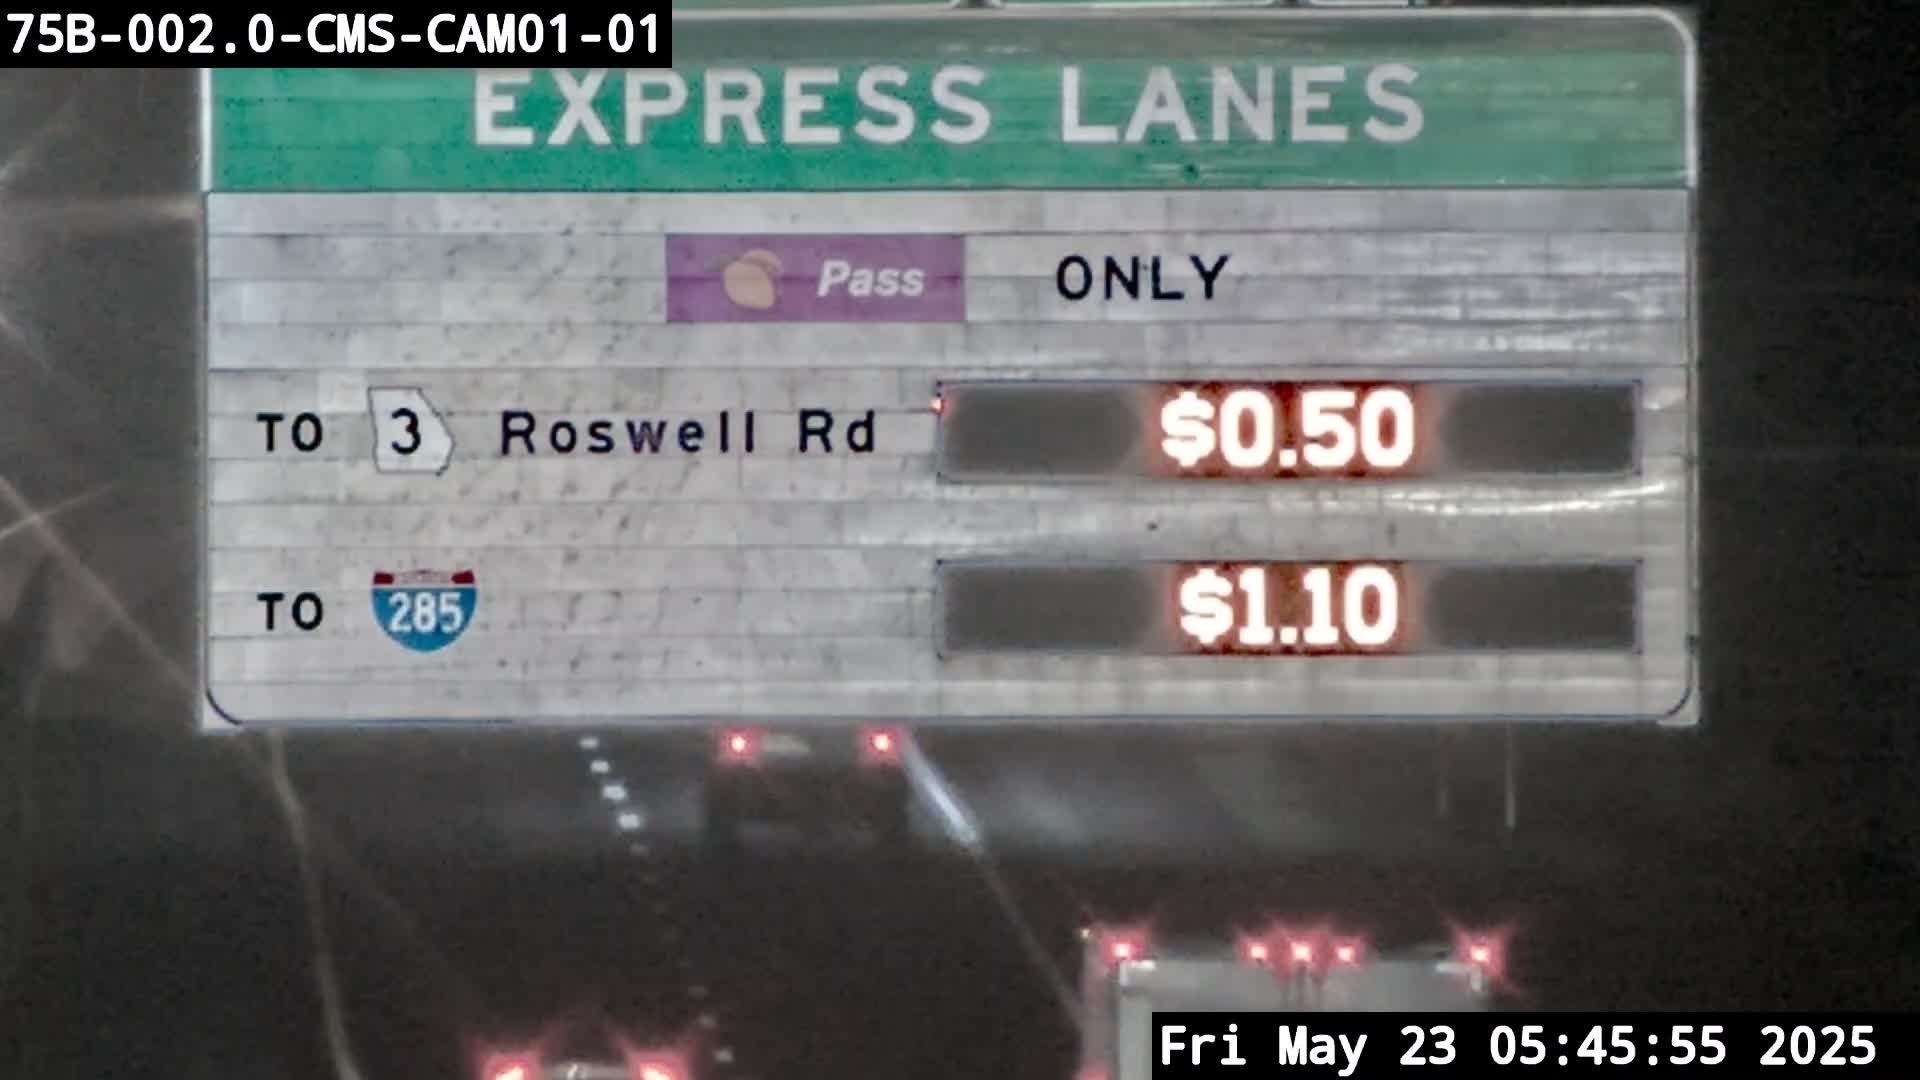 75B-002.0-CMS-CAM01-01
EXPRESS LANES
Pass ONLY
TO 3 Roswell Rd $0.50
TO 285 $1.10
Fri May 23 05:45:55 2025